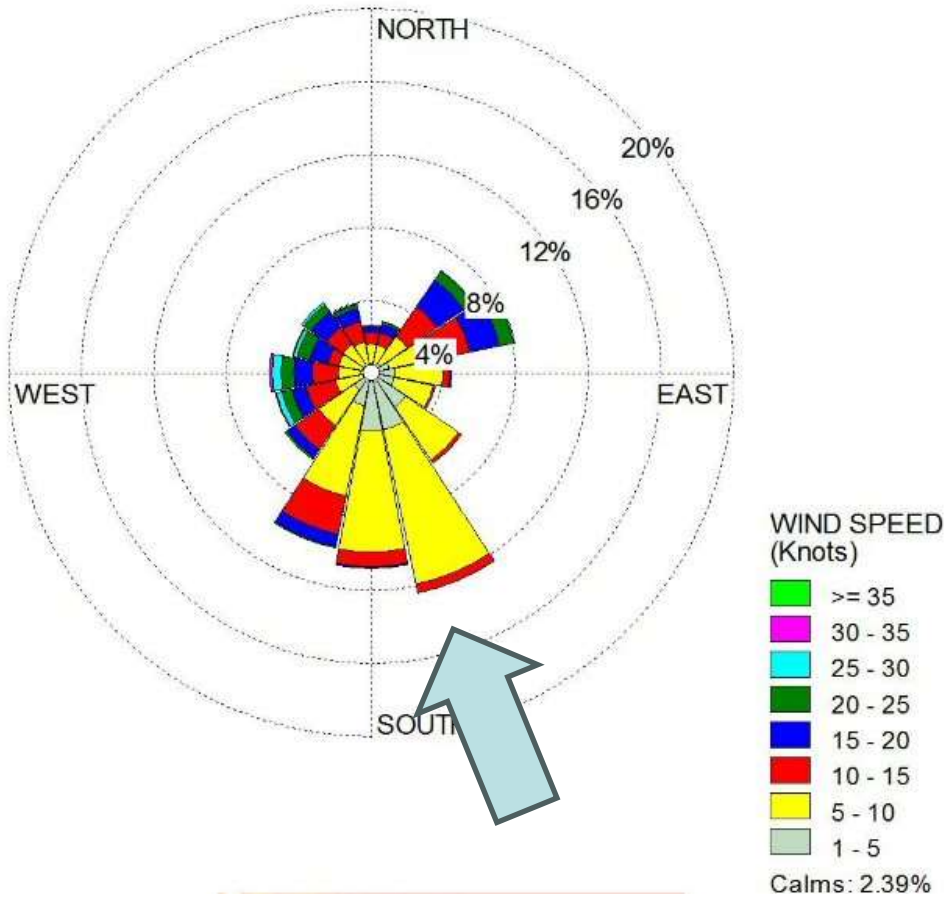 NORTH
20%
16%
12%
8%
4%
WEST
EAST
SOUTH
WIND SPEED
(Knots)
>= 35
30 - 35
25 - 30
20 - 25
15 - 20
10 - 15
5 - 10
1 - 5
Calms: 2.39%